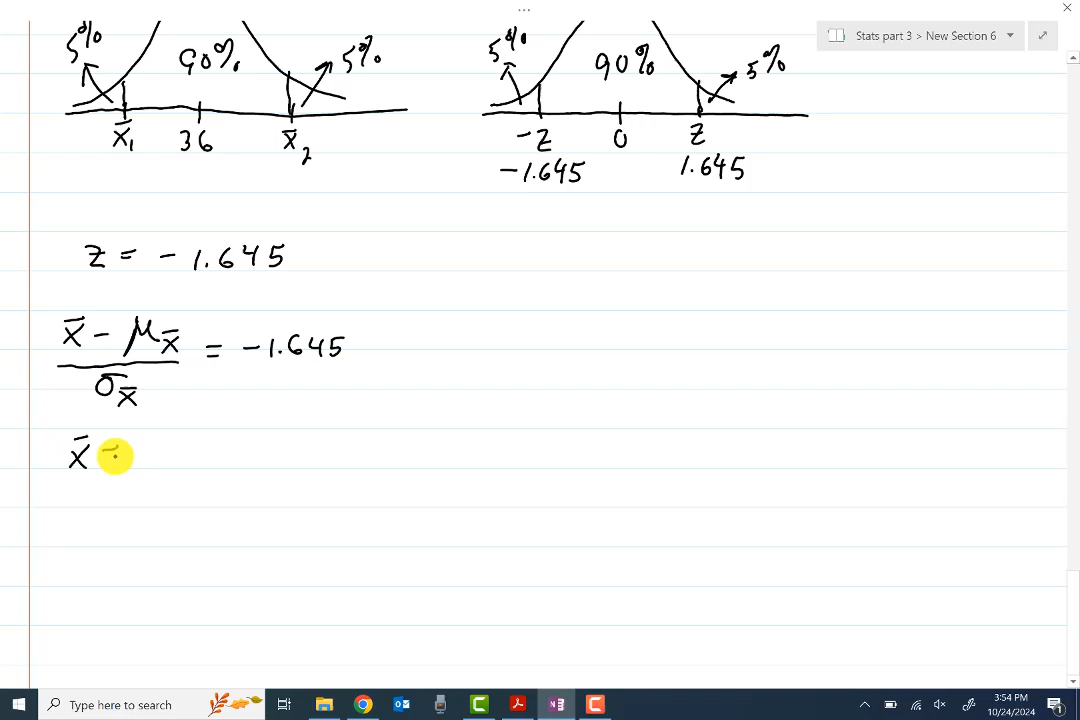 ...
Stats part 3 > New Section 6
5% 90% 5%
x̄₁ 36 x̄₂
5% 90% 5%
-z 0 z
-1.645 1.645
z = - 1.645
x̄ - μx̄ = -1.645
σx̄
x̄ =
Type here to search
3:54 PM
10/24/2024
1